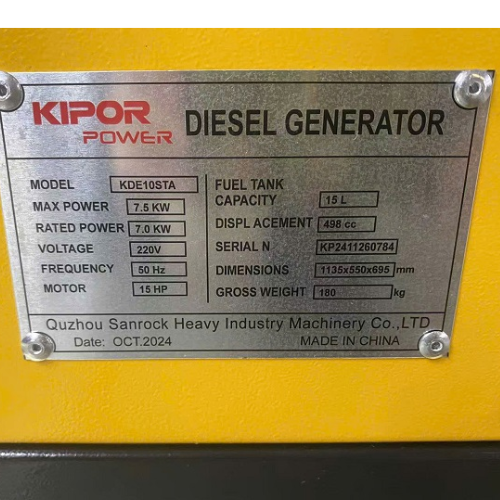 KIPOR
POWER
DIESEL GENERATOR
MODEL KDE10STA
MAX POWER 7.5 KW
RATED POWER 7.0 KW
VOLTAGE 220V
FREQUENCY 50 Hz
MOTOR 15 HP
FUEL TANK
CAPACITY 15 L
DISPL ACEMENT 498 cc
SERIAL N KP2411260784
DIMENSIONS 1135x550x695 mm
GROSS WEIGHT 180 kg
Quzhou Sanrock Heavy Industry Machinery Co.,LTD
Date: OCT.2024 MADE IN CHINA